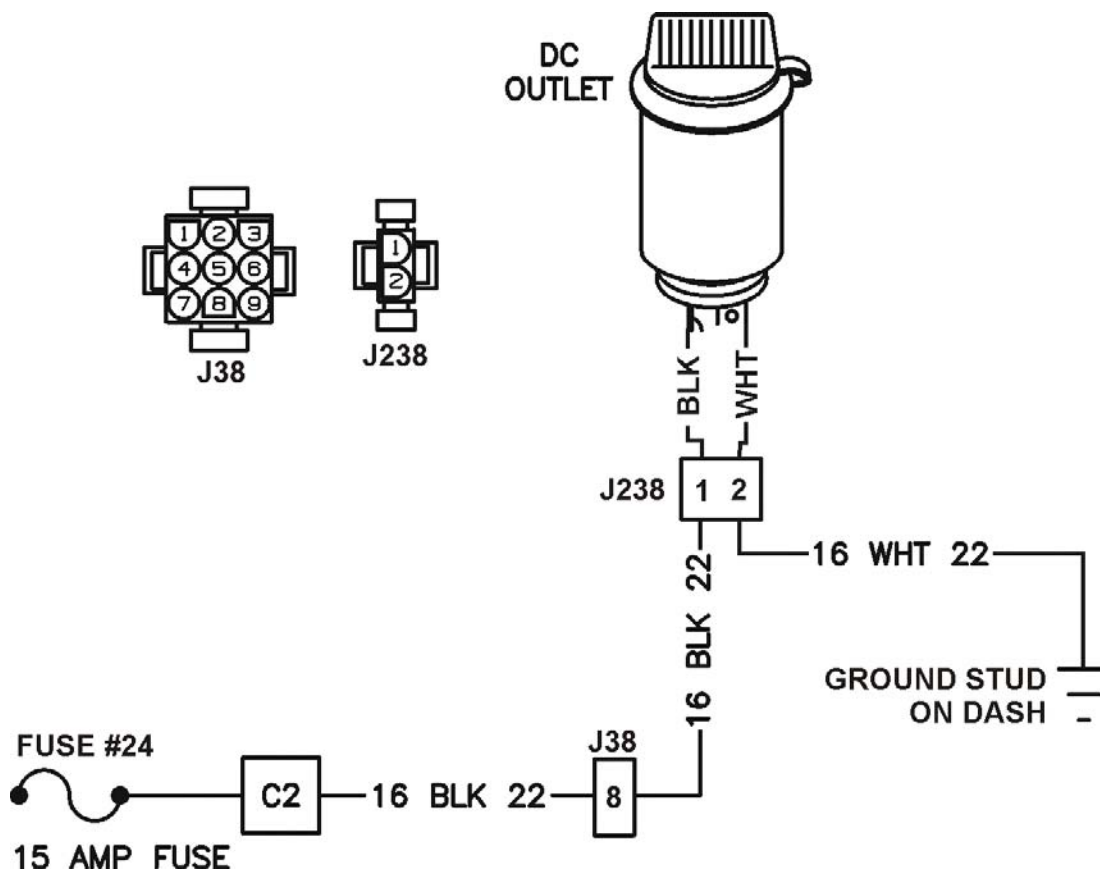 DC
OUTLET
1 2 3
4 5 6
7 8 9
J38
1
2
J238
BLK
WHT
J238
1 2
16 WHT 22
16 BLK 22
GROUND STUD
ON DASH
FUSE #24
C2
16 BLK 22
J38
8
15 AMP FUSE